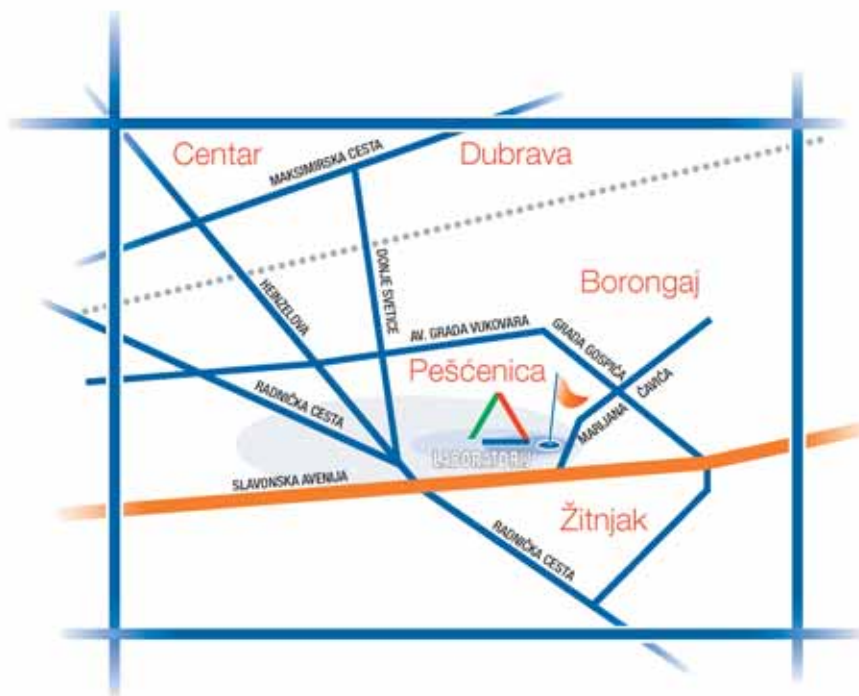 Centar
Dubrava
MAKSIMIRSKA CESTA
DONJE SVETICE
HEINZELOVA
Borongaj
AV. GRADA VUKOVARA
GRADA GOSPIĆA
Pešćenica
RADNIČKA CESTA
MARIJANA ČAVIĆA
LABORATORIJ
SLAVONSKA AVENIJA
Žitnjak
RADNIČKA CESTA